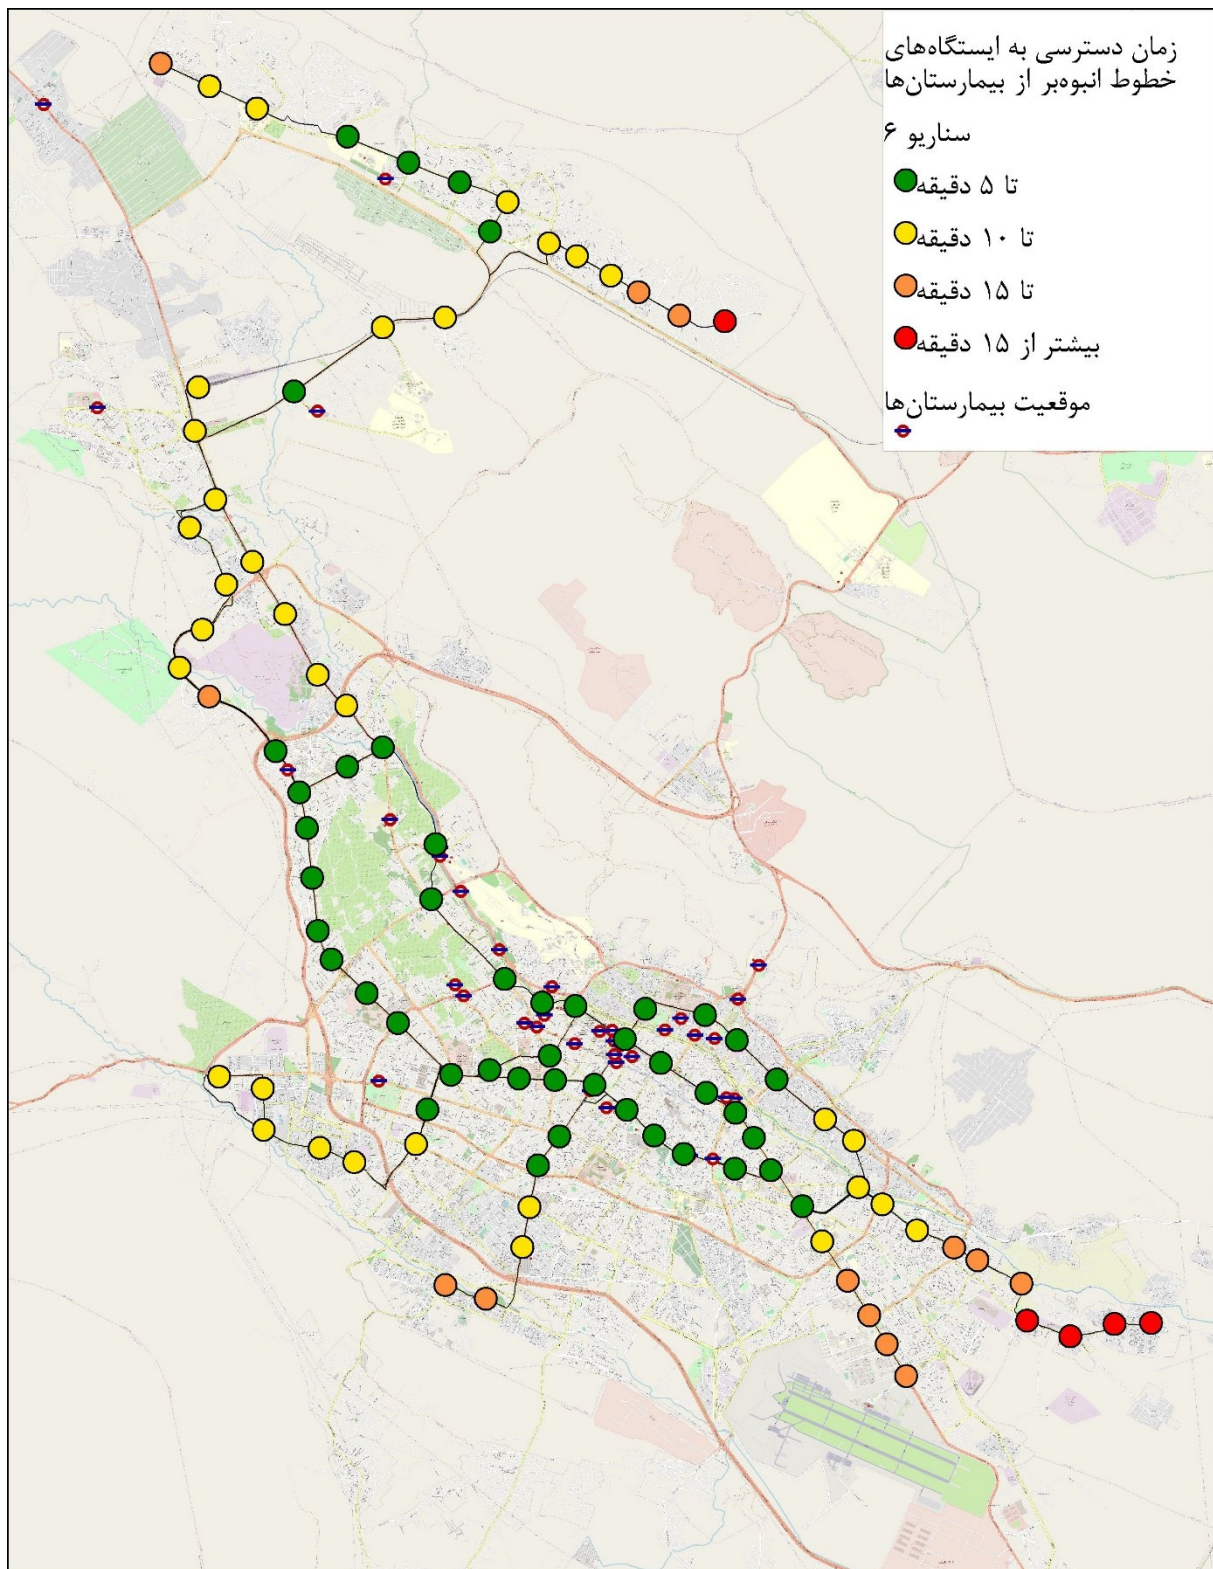 زمان دسترسی به ایستگاه‌های
خطوط انبوه‌بر از بیمارستان‌ها
سناریو ۶
تا ۵ دقیقه
تا ۱۰ دقیقه
تا ۱۵ دقیقه
بیشتر از ۱۵ دقیقه
موقعیت بیمارستان‌ها